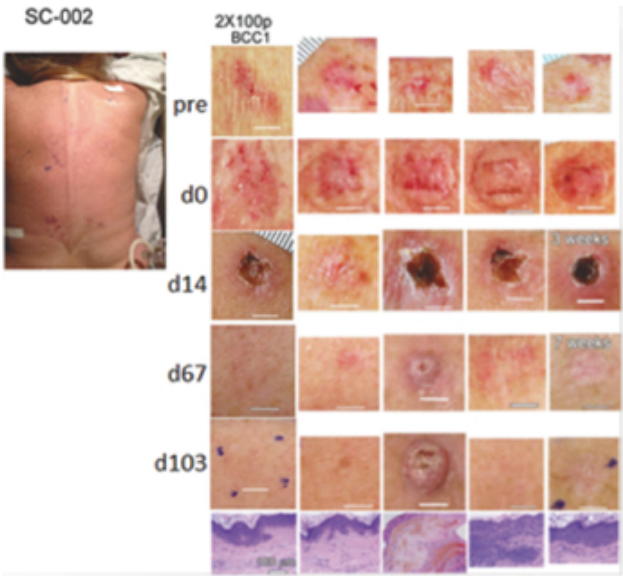 SC-002
2X100p
BCC1
pre
d0
d14
3 weeks
d67
7 weeks
d103